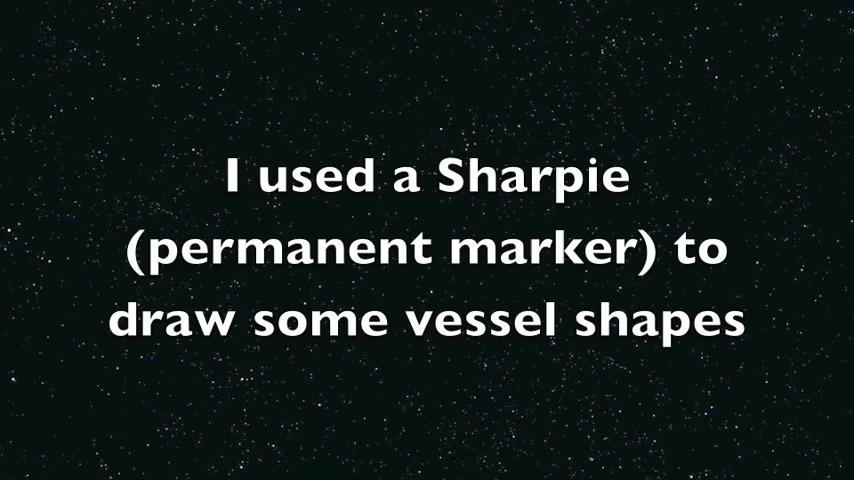 I used a Sharpie
(permanent marker) to
draw some vessel shapes